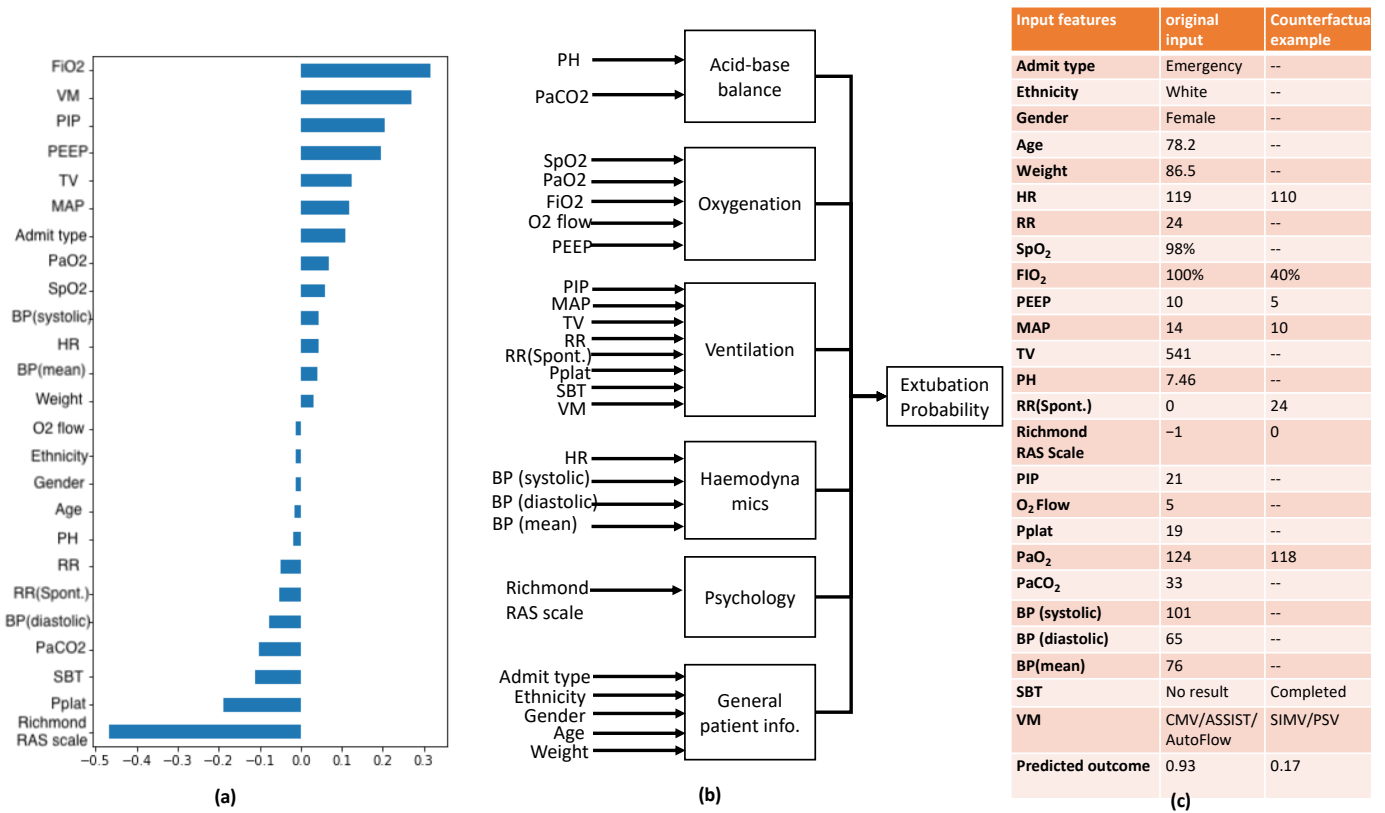 FiO2
VM
PIP
PEEP
TV
MAP
Admit type
PaO2
SpO2
BP(systolic)
HR
BP(mean)
Weight
O2 flow
Ethnicity
Gender
Age
PH
RR
RR(Spont.)
BP(diastolic)
PaCO2
SBT
Pplat
Richmond
RAS scale
−0.5 −0.4 −0.3 −0.2 −0.1 0.0 0.1 0.2 0.3
(a)
PH
PaCO2
Acid-base
balance
SpO2
PaO2
FiO2
O2 flow
PEEP
Oxygenation
PIP
MAP
TV
RR
RR(Spont.)
Pplat
SBT
VM
Ventilation
HR
BP (systolic)
BP (diastolic)
BP (mean)
Haemodyna
mics
Richmond
RAS scale
Psychology
Admit type
Ethnicity
Gender
Age
Weight
General
patient info.
Extubation
Probability
(b)
Input features original input Counterfactua example
Admit type Emergency --
Ethnicity White --
Gender Female --
Age 78.2 --
Weight 86.5 --
HR 119 110
RR 24 --
SpO2 98% --
FIO2 100% 40%
PEEP 10 5
MAP 14 10
TV 541 --
PH 7.46 --
RR(Spont.) 0 24
Richmond RAS Scale −1 0
PIP 21 --
O2 Flow 5 --
Pplat 19 --
PaO2 124 118
PaCO2 33 --
BP (systolic) 101 --
BP (diastolic) 65 --
BP(mean) 76 --
SBT No result Completed
VM CMV/ASSIST/ AutoFlow SIMV/PSV
Predicted outcome 0.93 0.17
(c)